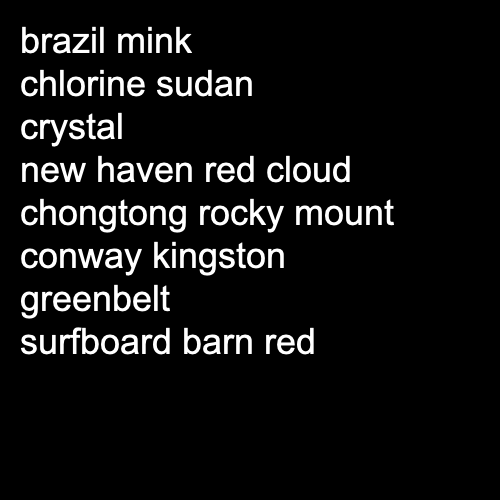 brazil mink
chlorine sudan
crystal
new haven red cloud
chongtong rocky mount
conway kingston
greenbelt
surfboard barn red